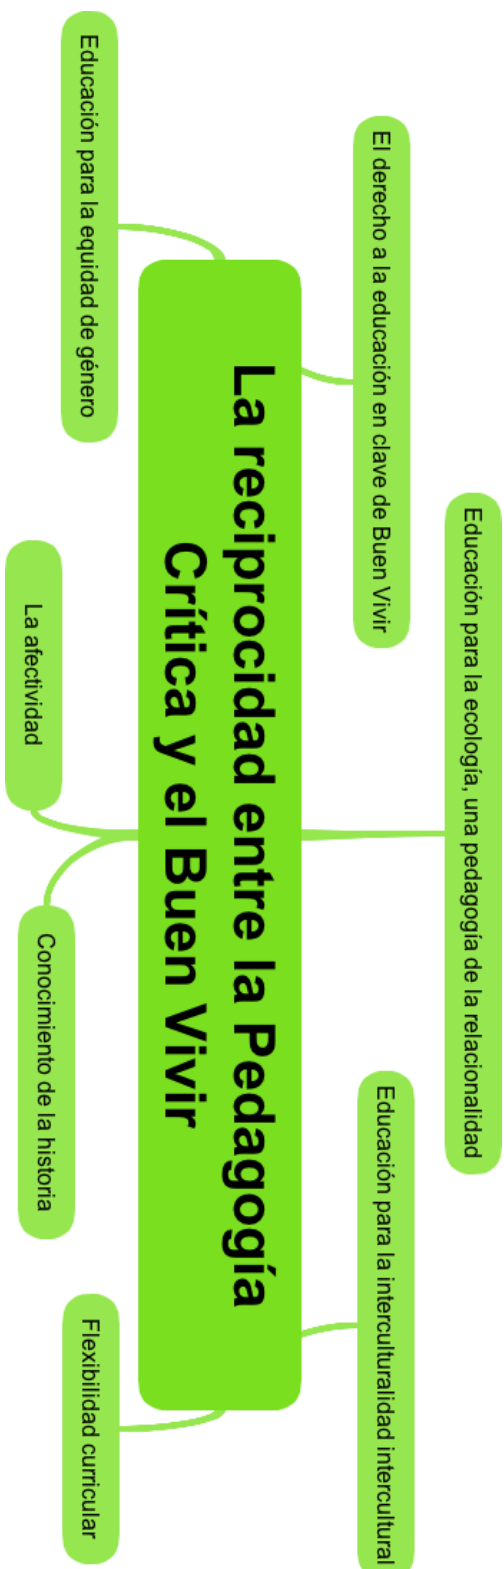 El derecho a la educación en clave de Buen Vivir
Educación para la ecología, una pedagogía de la relacionalidad
Educación para la interculturalidad intercultural
La reciprocidad entre la Pedagogía
Crítica y el Buen Vivir
Educación para la equidad de género
La afectividad
Conocimiento de la historia
Flexibilidad curricular